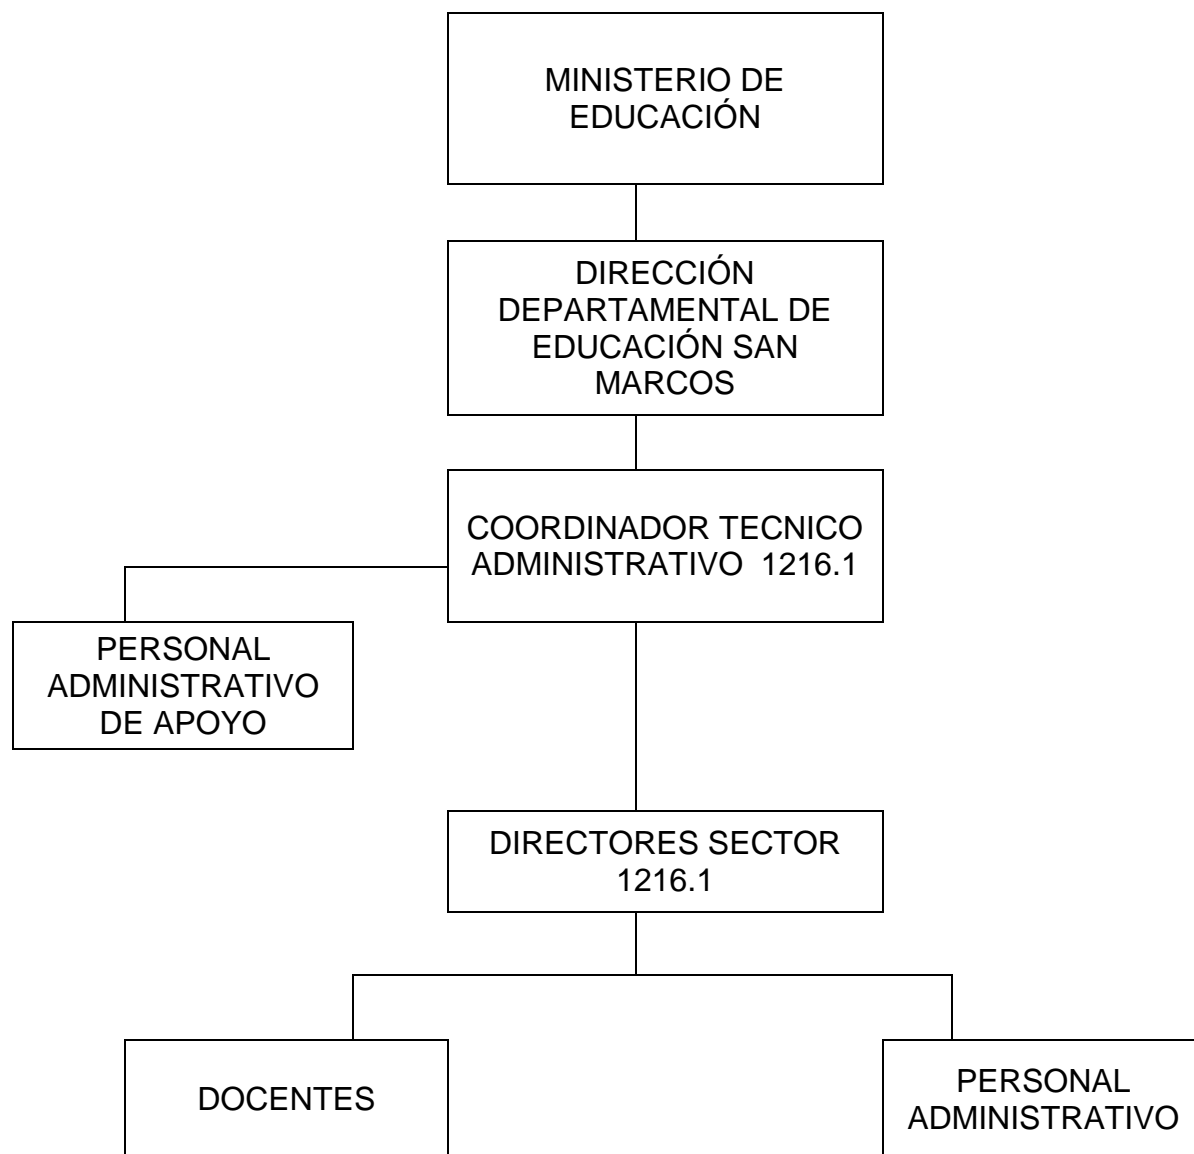 MINISTERIO DE
EDUCACIÓN
DIRECCIÓN
DEPARTAMENTAL DE
EDUCACIÓN SAN
MARCOS
COORDINADOR TECNICO
ADMINISTRATIVO 1216.1
PERSONAL
ADMINISTRATIVO
DE APOYO
DIRECTORES SECTOR
1216.1
DOCENTES
PERSONAL
ADMINISTRATIVO